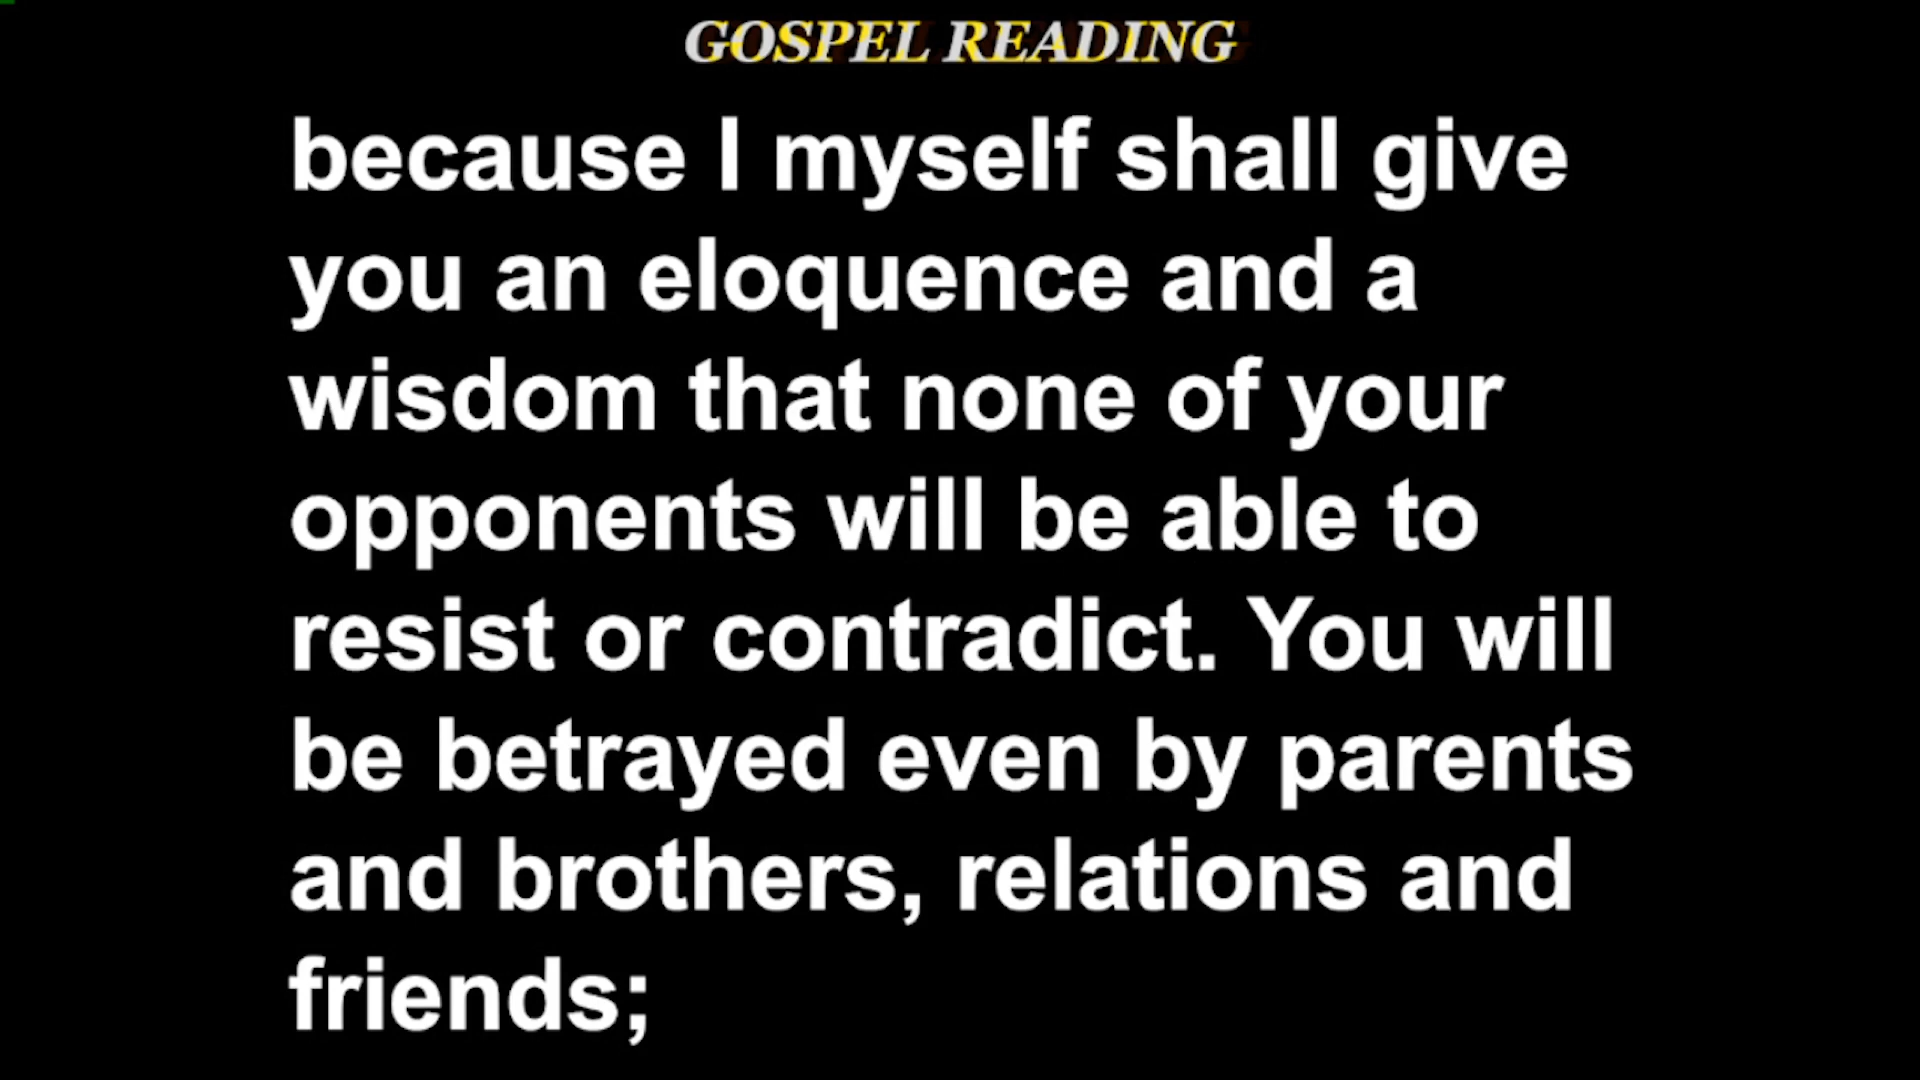 GOSPEL READING
because I myself shall give
you an eloquence and a
wisdom that none of your
opponents will be able to
resist or contradict. You will
be betrayed even by parents
and brothers, relations and
friends;